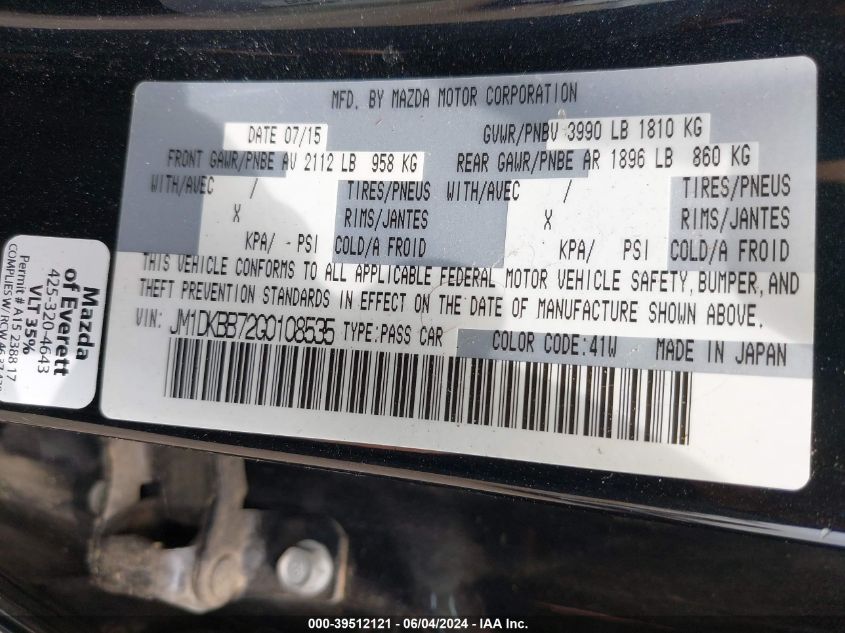 MFD. BY MAZDA MOTOR CORPORATION
DATE 07/15 GVWR/PNBV 3990 LB 1810 KG
FRONT GAWR/PNBE AV 2112 LB 958 KG REAR GAWR/PNBE AR 1896 LB 860 KG
WITH/AVEC / TIRES/PNEUS WITH/AVEC / TIRES/PNEUS
X RIMS/JANTES X RIMS/JANTES
KPA/ - PSI COLD/A FROID KPA/ PSI COLD/A FROID
THIS VEHICLE CONFORMS TO ALL APPLICABLE FEDERAL MOTOR VEHICLE SAFETY, BUMPER, AND
THEFT PREVENTION STANDARDS IN EFFECT ON THE DATE OF MANUFACTURE SHOWN ABOVE.
VIN: JM1DKBB72G0108535 TYPE:PASS CAR COLOR CODE:41W MADE IN JAPAN
Mazda
of Everett
425-320-4643
VLT 35%
Permit # A15 238817
COMPLIES W/ RCW
000-39512121 - 06/04/2024 - IAA Inc.